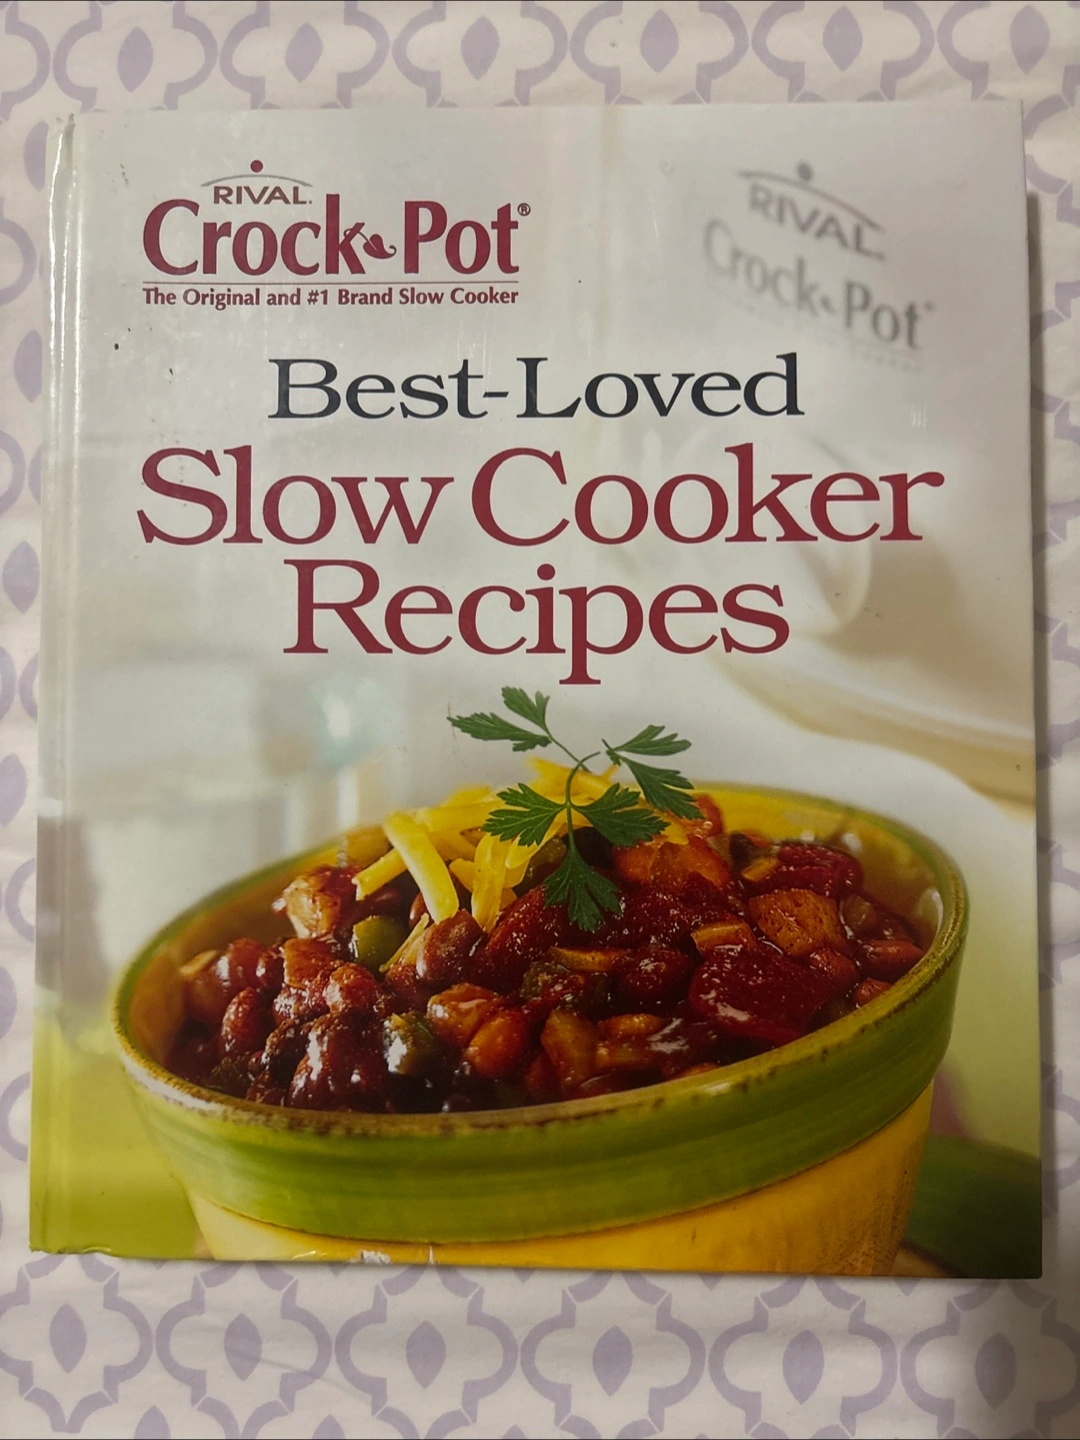 RIVAL.
Crock-Pot®
The Original and #1 Brand Slow Cooker
RIVAL.
Crock-Pot®
Best-Loved
Slow Cooker
Recipes